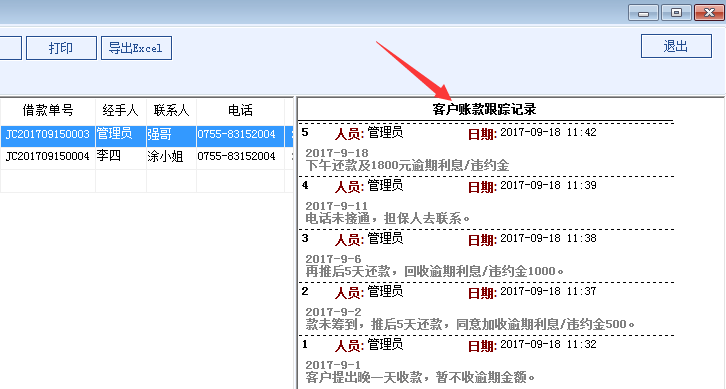 打印 导出Excel 退出
借款单号 经手人 联系人 电话
JC201709150003 管理员 强哥 0755-83152004
JC201709150004 李四 涂小姐 0755-83152004
客户账款跟踪记录
5 人员: 管理员 日期: 2017-09-18 11:42
2017-9-18
下午还款及1800元逾期利息/违约金
4 人员: 管理员 日期: 2017-09-18 11:39
2017-9-11
电话未接通，担保人去联系。
3 人员: 管理员 日期: 2017-09-18 11:38
2017-9-6
再推后5天还款，回收逾期利息/违约金1000。
2 人员: 管理员 日期: 2017-09-18 11:37
2017-9-2
款未筹到，推后5天还款，同意加收逾期利息/违约金500。
1 人员: 管理员 日期: 2017-09-18 11:32
2017-9-1
客户提出晚一天收款，暂不收逾期金额。